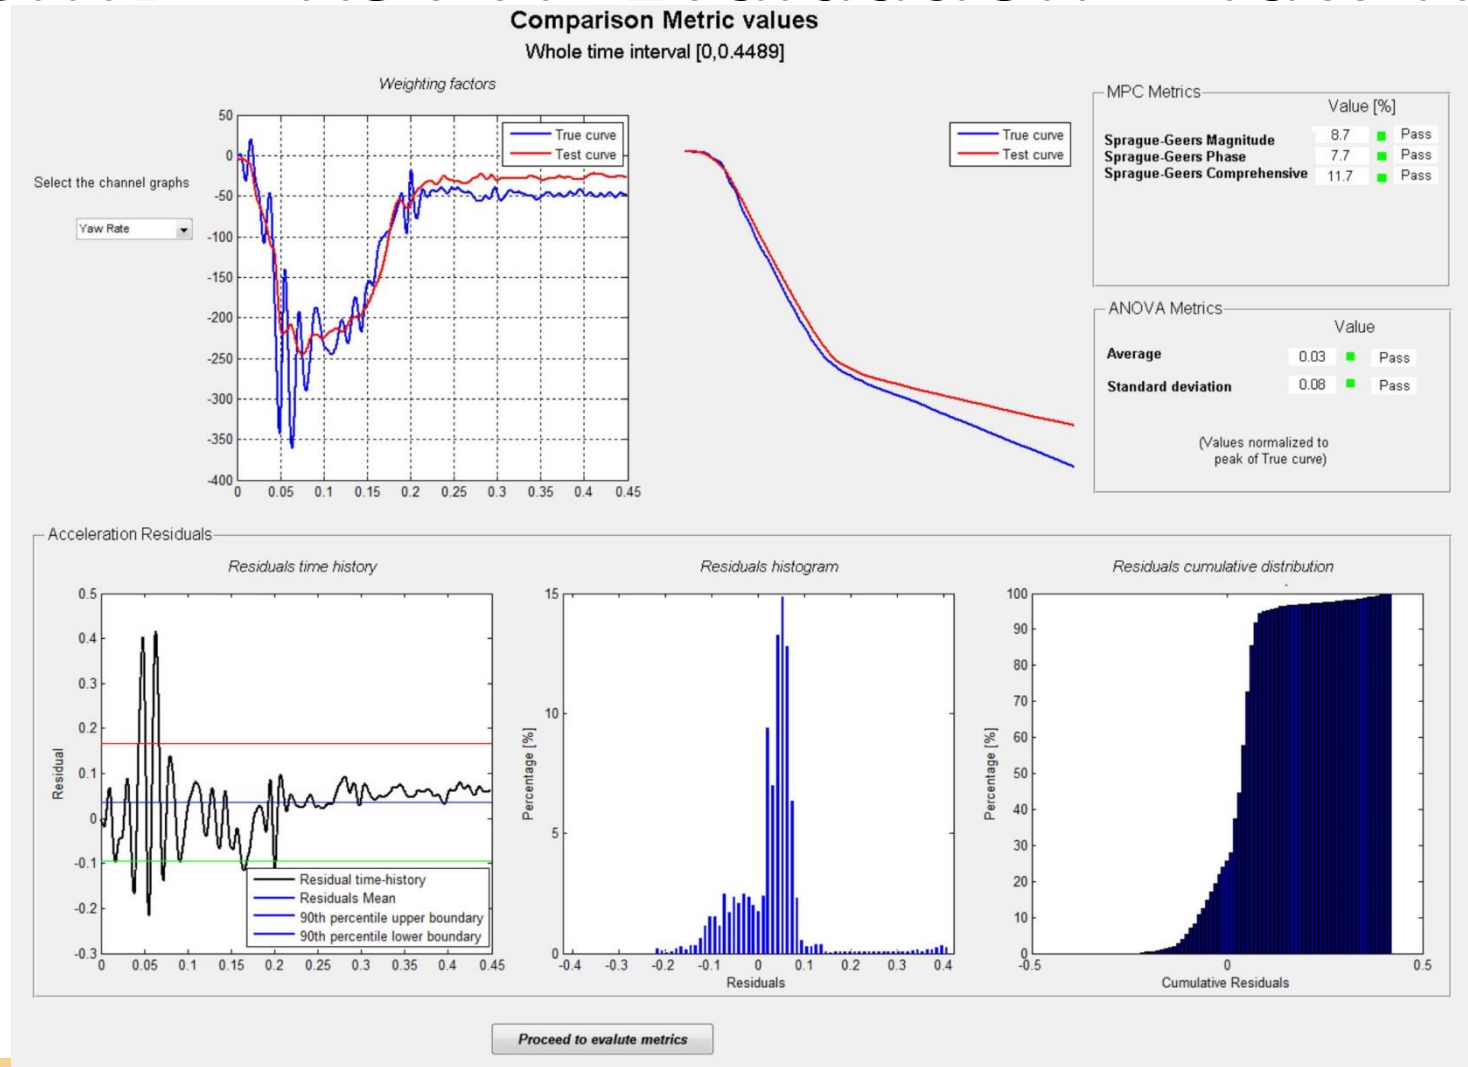 Comparison Metric values
Whole time interval [0,0.4489]
Weighting factors
Select the channel graphs
Yaw Rate
50
0
-50
-100
-150
-200
-250
-300
-350
-400
0 0.05 0.1 0.15 0.2 0.25 0.3 0.35 0.4 0.45
True curve
Test curve
True curve
Test curve
MPC Metrics
Value [%]
Sprague-Geers Magnitude 8.7 Pass
Sprague-Geers Phase 7.7 Pass
Sprague-Geers Comprehensive 11.7 Pass
ANOVA Metrics
Value
Average 0.03 Pass
Standard deviation 0.08 Pass
(Values normalized to
peak of True curve)
Acceleration Residuals
Residuals time history
Residual
0.5
0.4
0.3
0.2
0.1
0
-0.1
-0.2
-0.3
0 0.05 0.1 0.15 0.2 0.25 0.3 0.35 0.4 0.45
Residual time-history
Residuals Mean
90th percentile upper boundary
90th percentile lower boundary
Residuals histogram
Percentage [%]
15
10
5
0
-0.4 -0.3 -0.2 -0.1 0 0.1 0.2 0.3 0.4
Residuals
Residuals cumulative distribution
Percentage [%]
100
90
80
70
60
50
40
30
20
10
0
-0.5 0 0.5
Cumulative Residuals
Proceed to evalute metrics